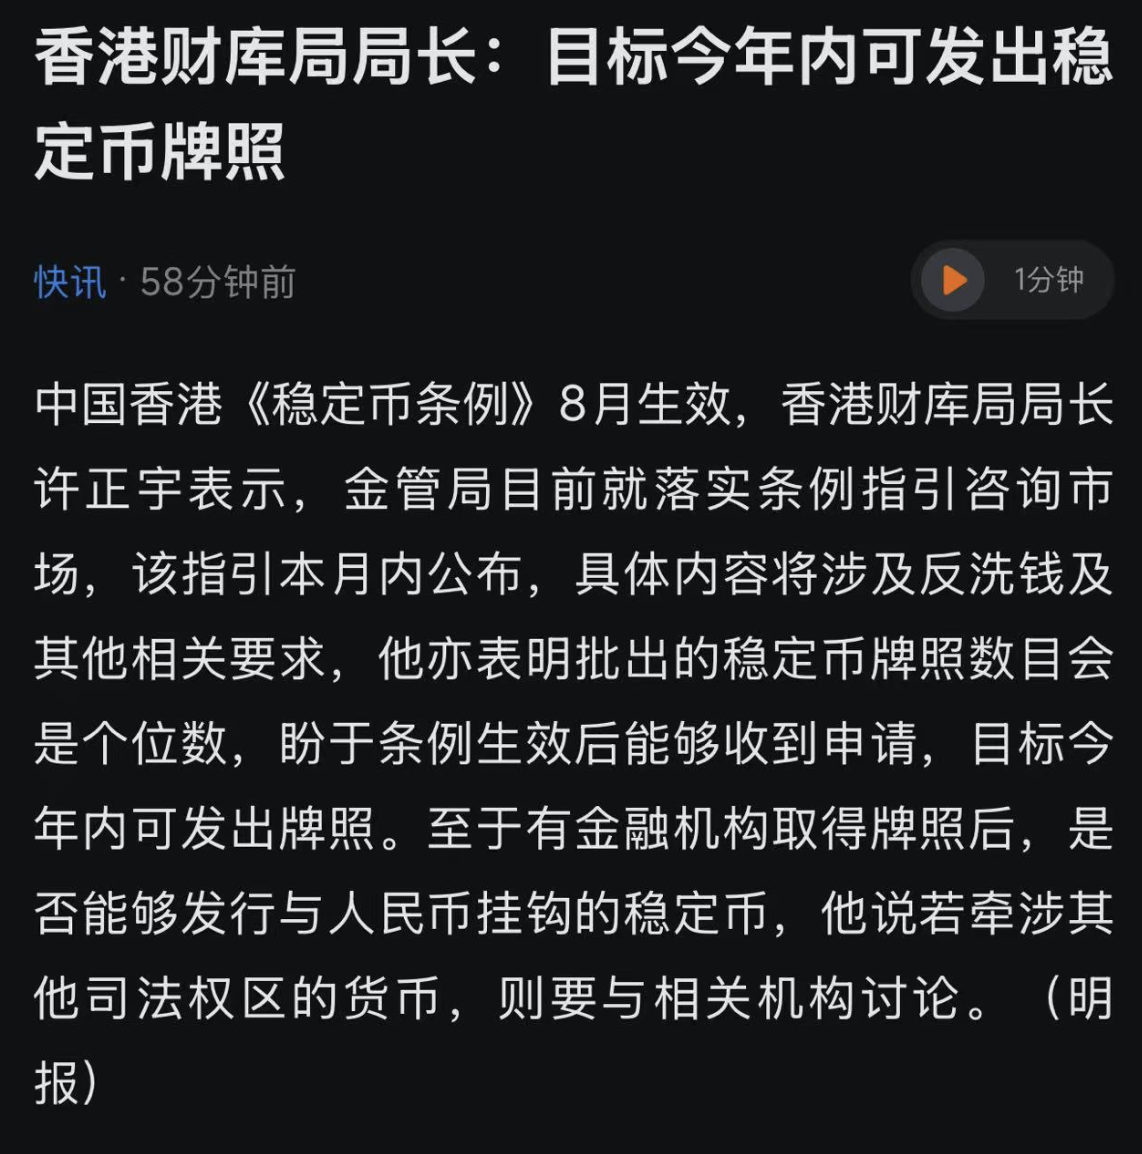 香港财库局局长：目标今年内可发出稳
定币牌照
快讯 · 58分钟前
1分钟
中国香港《稳定币条例》8月生效，香港财库局局长
许正宇表示，金管局目前就落实条例指引咨询市
场，该指引本月内公布，具体内容将涉及反洗钱及
其他相关要求，他亦表明批出的稳定币牌照数目会
是个位数，盼于条例生效后能够收到申请，目标今
年内可发出牌照。至于有金融机构取得牌照后，是
否能够发行与人民币挂钩的稳定币，他说若牵涉其
他司法权区的货币，则要与相关机构讨论。（明
报）